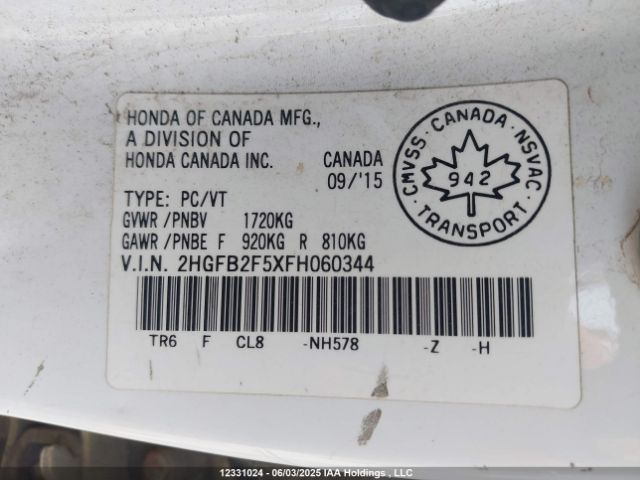 HONDA OF CANADA MFG.,
A DIVISION OF
HONDA CANADA INC.
CANADA
09/'15
TYPE: PC/VT
GVWR/PNBV 1720KG
GAWR/PNBE F 920KG R 810KG
V.I.N. 2HGFB2F5XFH060344
TR6 F CL8 -NH578 -Z -H
CMVSS · CANADA · NSVAC
942
TRANSPORT
12331024 - 06/03/2025 IAA Holdings , LLC